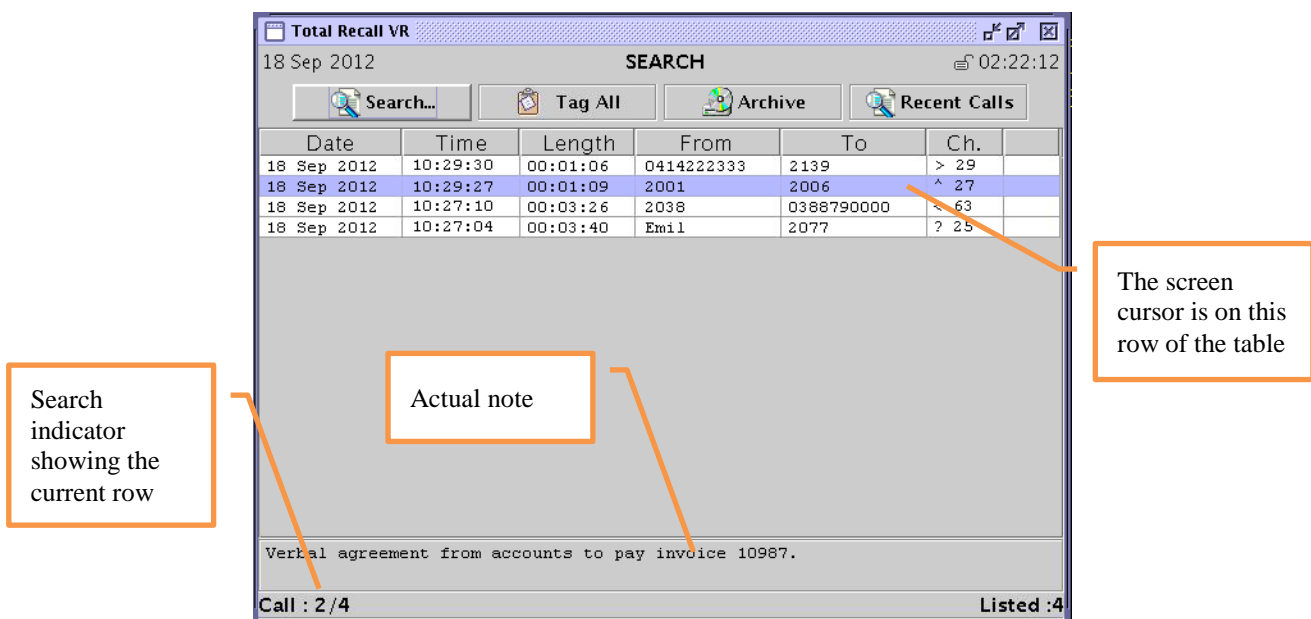 Total Recall VR
18 Sep 2012 SEARCH 02:22:12
Search... Tag All Archive Recent Calls
Date Time Length From To Ch.
18 Sep 2012 10:29:30 00:01:06 0414222333 2139 > 29
18 Sep 2012 10:29:27 00:01:09 2001 2006 ^ 27
18 Sep 2012 10:27:10 00:03:26 2038 0388790000 < 63
18 Sep 2012 10:27:04 00:03:40 Emil 2077 ? 25
The screen
cursor is on this
row of the table
Actual note
Search
indicator
showing the
current row
Verbal agreement from accounts to pay invoice 10987.
Call : 2/4 Listed :4